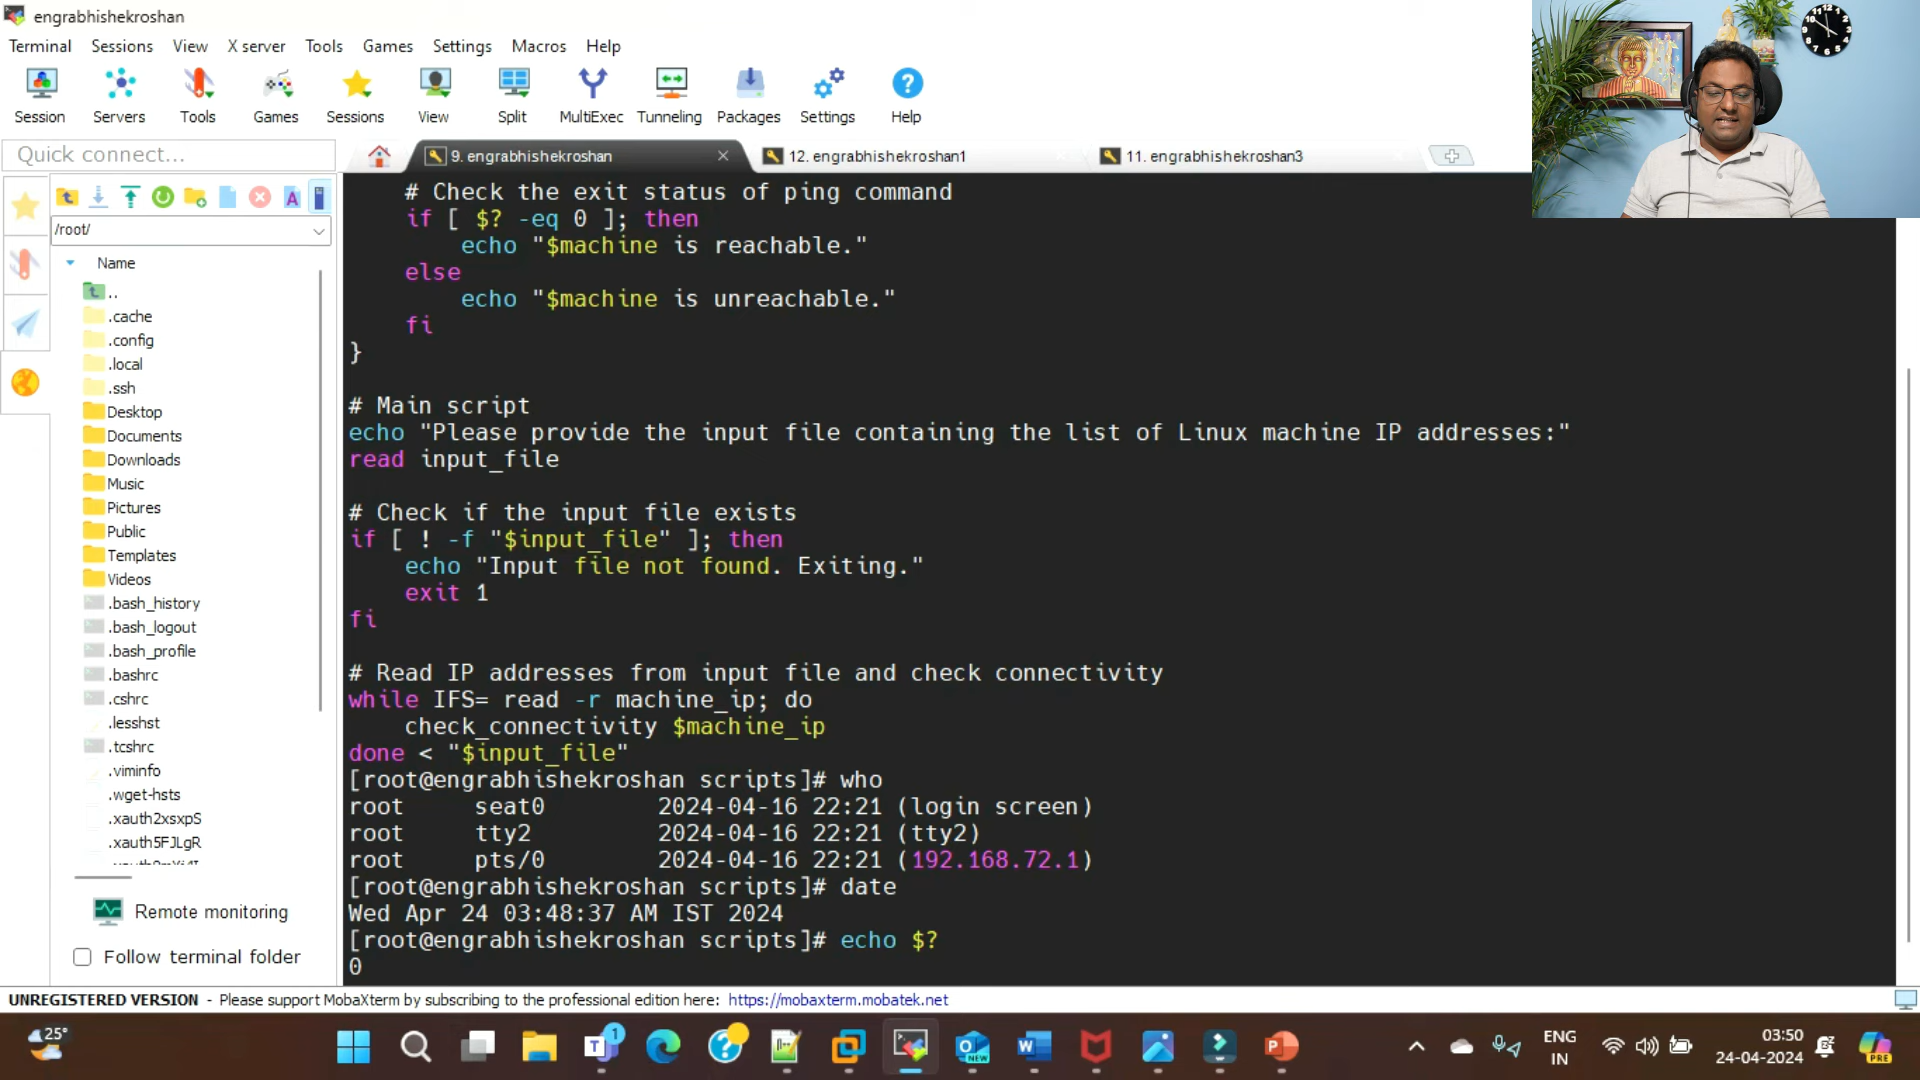 engrabhishekroshan
Terminal Sessions View X server Tools Games Settings Macros Help
Session Servers Tools Games Sessions View Split MultiExec Tunneling Packages Settings Help
Quick connect...
9. engrabhishekroshan
12. engrabhishekroshan1
11. engrabhishekroshan3
/root/
Name
..
.cache
.config
.local
.ssh
Desktop
Documents
Downloads
Music
Pictures
Public
Templates
Videos
.bash_history
.bash_logout
.bash_profile
.bashrc
.cshrc
.lesshst
.tcshrc
.viminfo
.wget-hsts
.xauth2xsxpS
.xauth5FJLgR
Remote monitoring
Follow terminal folder
# Check the exit status of ping command
if [ $? -eq 0 ]; then
echo "$machine is reachable."
else
echo "$machine is unreachable."
fi
}
# Main script
echo "Please provide the input file containing the list of Linux machine IP addresses:"
read input_file
# Check if the input file exists
if [ ! -f "$input_file" ]; then
echo "Input file not found. Exiting."
exit 1
fi
# Read IP addresses from input file and check connectivity
while IFS= read -r machine_ip; do
check_connectivity $machine_ip
done < "$input_file"
[root@engrabhishekroshan scripts]# who
root seat0 2024-04-16 22:21 (login screen)
root tty2 2024-04-16 22:21 (tty2)
root pts/0 2024-04-16 22:21 (192.168.72.1)
[root@engrabhishekroshan scripts]# date
Wed Apr 24 03:48:37 AM IST 2024
[root@engrabhishekroshan scripts]# echo $?
0
UNREGISTERED VERSION - Please support MobaXterm by subscribing to the professional edition here: https://mobaxterm.mobatek.net
25°
ENG
IN
03:50
24-04-2024